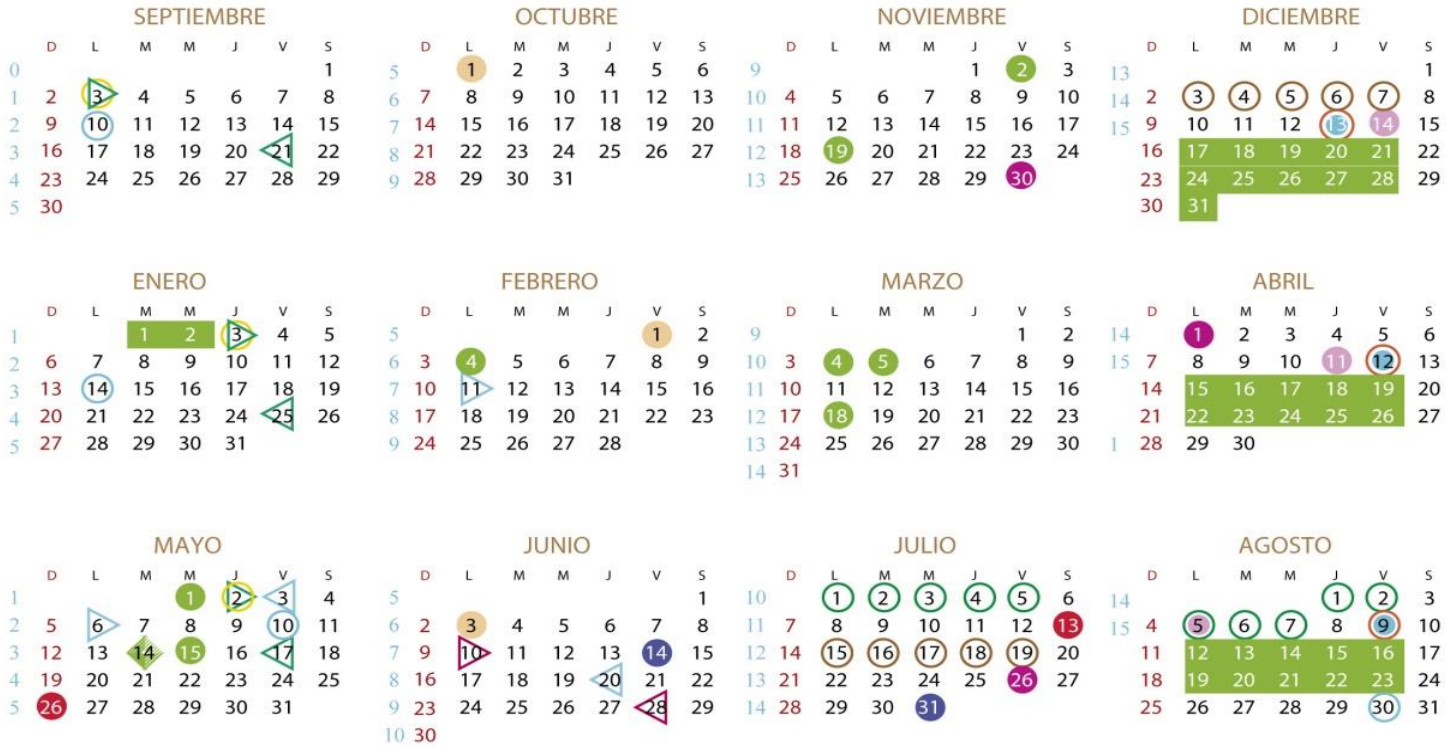 SEPTIEMBRE
D L M M J V S
0 1
1 2 3 4 5 6 7 8
2 9 10 11 12 13 14 15
3 16 17 18 19 20 21 22
4 23 24 25 26 27 28 29
5 30
OCTUBRE
D L M M J V S
5 1 2 3 4 5 6
6 7 8 9 10 11 12 13
7 14 15 16 17 18 19 20
8 21 22 23 24 25 26 27
9 28 29 30 31
NOVIEMBRE
D L M M J V S
9 1 2 3
10 4 5 6 7 8 9 10
11 11 12 13 14 15 16 17
12 18 19 20 21 22 23 24
13 25 26 27 28 29 30
DICIEMBRE
D L M M J V S
13 1
14 2 3 4 5 6 7 8
15 9 10 11 12 13 14 15
16 17 18 19 20 21 22
23 24 25 26 27 28 29
30 31
ENERO
D L M M J V S
1 1 2 3 4 5
2 6 7 8 9 10 11 12
3 13 14 15 16 17 18 19
4 20 21 22 23 24 25 26
5 27 28 29 30 31
FEBRERO
D L M M J V S
5 1 2
6 3 4 5 6 7 8 9
7 10 11 12 13 14 15 16
8 17 18 19 20 21 22 23
9 24 25 26 27 28
MARZO
D L M M J V S
9 1 2
10 3 4 5 6 7 8 9
11 10 11 12 13 14 15 16
12 17 18 19 20 21 22 23
13 24 25 26 27 28 29 30
14 31
ABRIL
D L M M J V S
14 1 2 3 4 5 6
15 7 8 9 10 11 12 13
14 15 16 17 18 19 20
21 22 23 24 25 26 27
1 28 29 30
MAYO
D L M M J V S
1 1 2 3 4
2 5 6 7 8 9 10 11
3 12 13 14 15 16 17 18
4 19 20 21 22 23 24 25
5 26 27 28 29 30 31
JUNIO
D L M M J V S
5 1
6 2 3 4 5 6 7 8
7 9 10 11 12 13 14 15
8 16 17 18 19 20 21 22
9 23 24 25 26 27 28 29
10 30
JULIO
D L M M J V S
10 1 2 3 4 5 6
11 7 8 9 10 11 12 13
12 14 15 16 17 18 19 20
13 21 22 23 24 25 26 27
14 28 29 30 31
AGOSTO
D L M M J V S
14 1 2 3
15 4 5 6 7 8 9 10
11 12 13 14 15 16 17
18 19 20 21 22 23 24
25 26 27 28 29 30 31